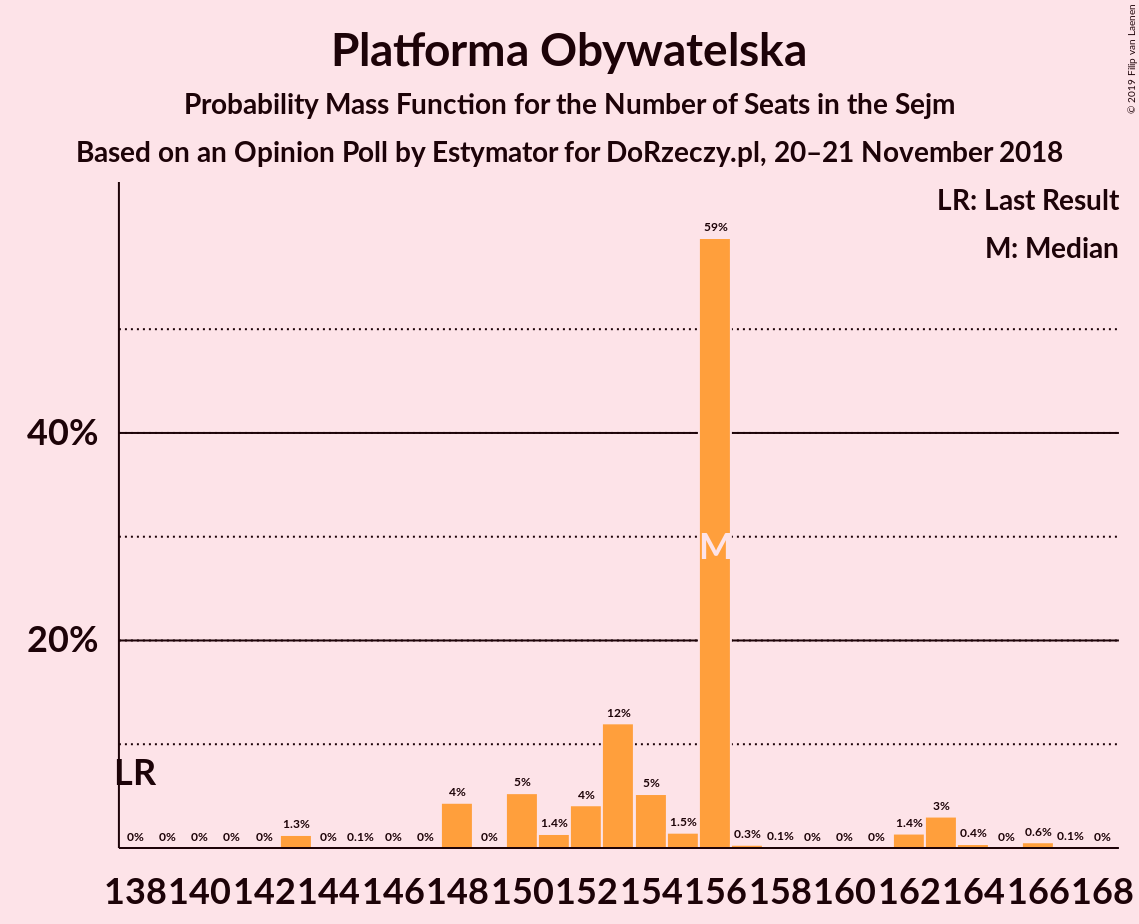 Platforma Obywatelska
Probability Mass Function for the Number of Seats in the Sejm
Based on an Opinion Poll by Estymator for DoRzeczy.pl, 20–21 November 2018
© 2019 Filip van Laenen
LR: Last Result
M: Median
59%
40%
M
20%
12%
LR
0% 0% 0% 0% 0% 1.3% 0% 0.1% 0% 0% 4% 0% 5% 1.4% 4% 5% 1.5% 0.3% 0.1% 0% 0% 0% 1.4% 3% 0.4% 0% 0.6% 0.1% 0%
138 140 142 144 146 148 150 152 154 156 158 160 162 164 166 168